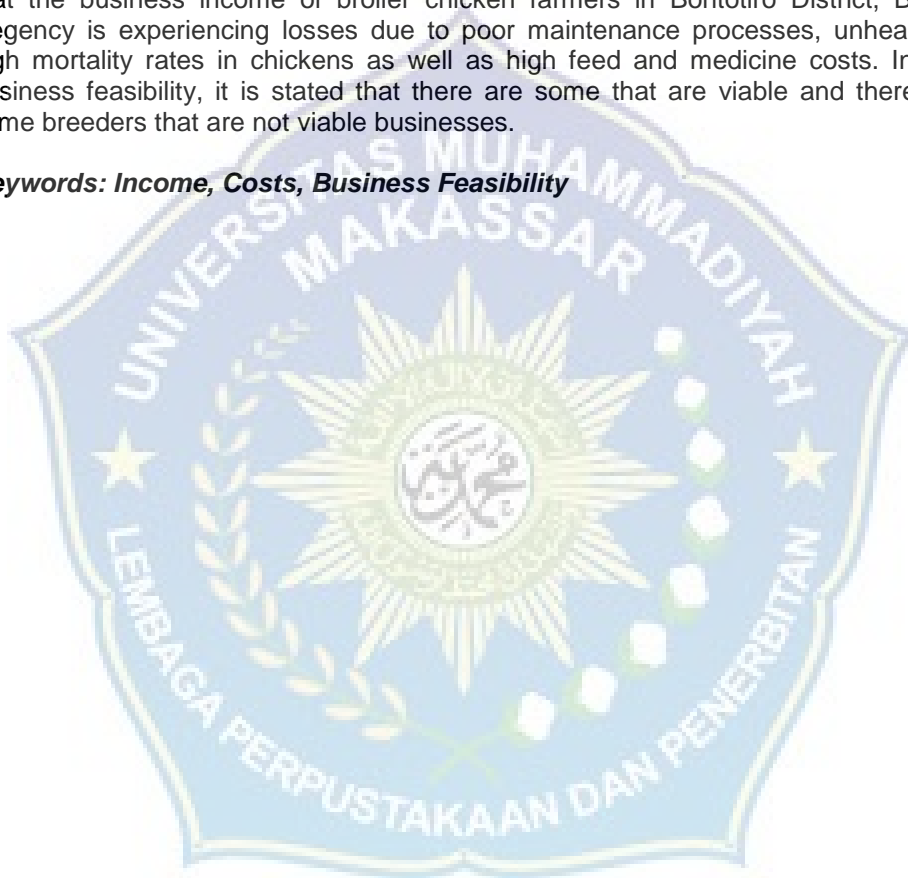 at the business income of broiler chicken farmers in Bontotiro District, B
egency is experiencing losses due to poor maintenance processes, unhea
gh mortality rates in chickens as well as high feed and medicine costs. In
siness feasibility, it is stated that there are some that are viable and there
me breeders that are not viable businesses.
eywords: Income, Costs, Business Feasibility
UNIVERSITAS MUHAMMADIYAH
MAKASSAR
LEMBAGA PERPUSTAKAAN DAN PENERBITAN